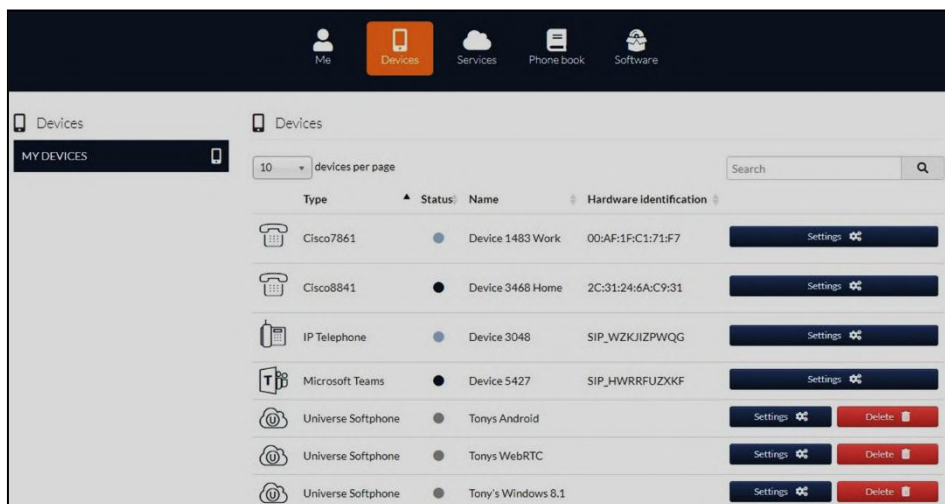 Me Devices Services Phone book Software
Devices
MY DEVICES
Devices
10 devices per page Search
Type Status Name Hardware identification
Cisco7861 Device 1483 Work 00:AF:1F:C1:71:F7 Settings
Cisco8841 Device 3468 Home 2C:31:24:6A:C9:31 Settings
IP Telephone Device 3048 SIP_WZKJIZPWQG Settings
T Microsoft Teams Device 5427 SIP_HWRRFUZXKF Settings
U Universe Softphone Tonys Android Settings Delete
U Universe Softphone Tonys WebRTC Settings Delete
U Universe Softphone Tony's Windows 8.1 Settings Delete